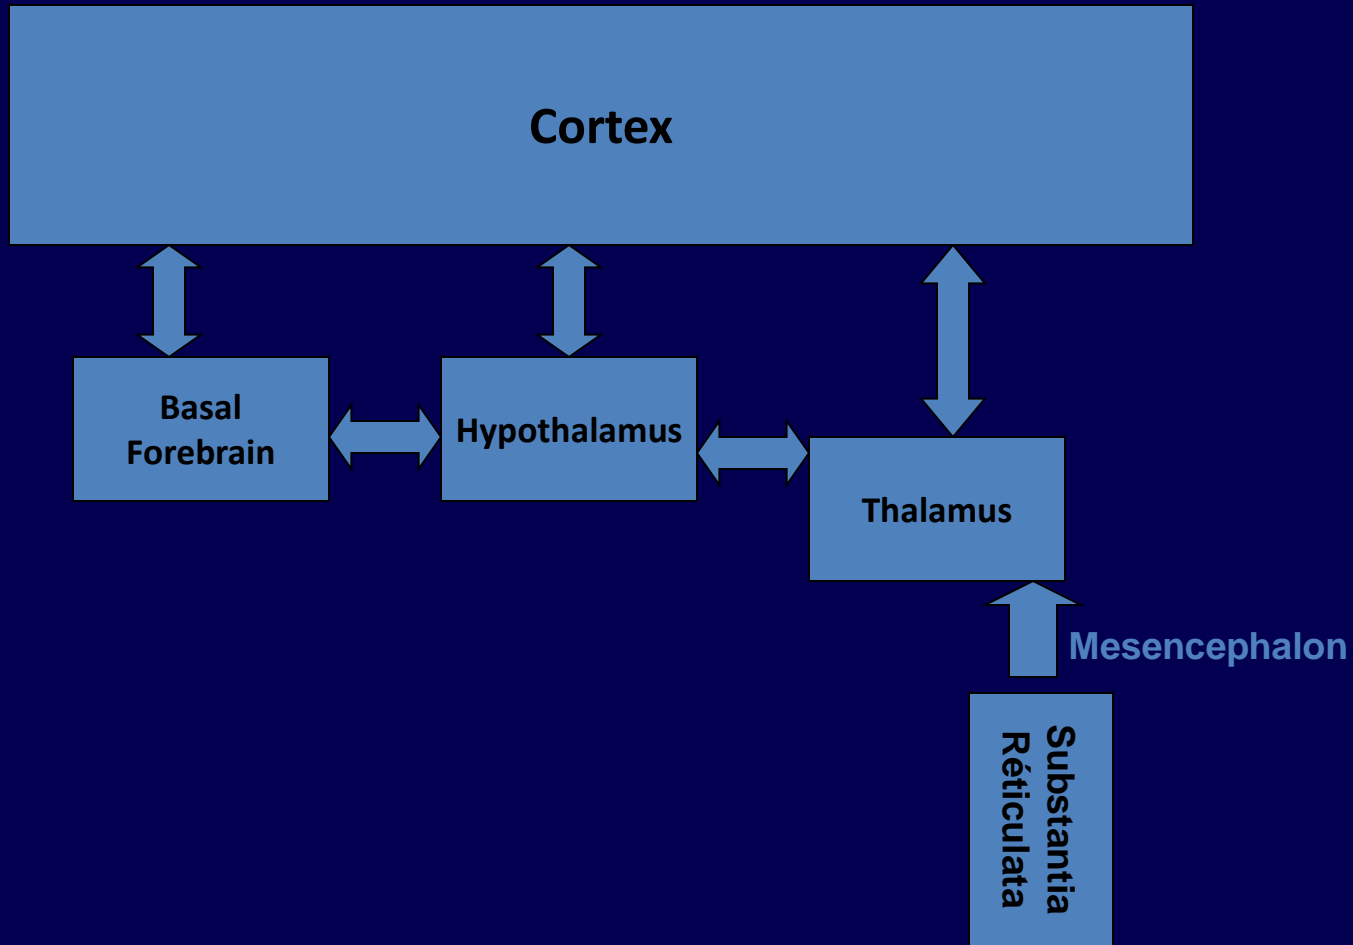 Cortex
Basal
Forebrain
Hypothalamus
Thalamus
Mesencephalon
Substantia
Réticulata